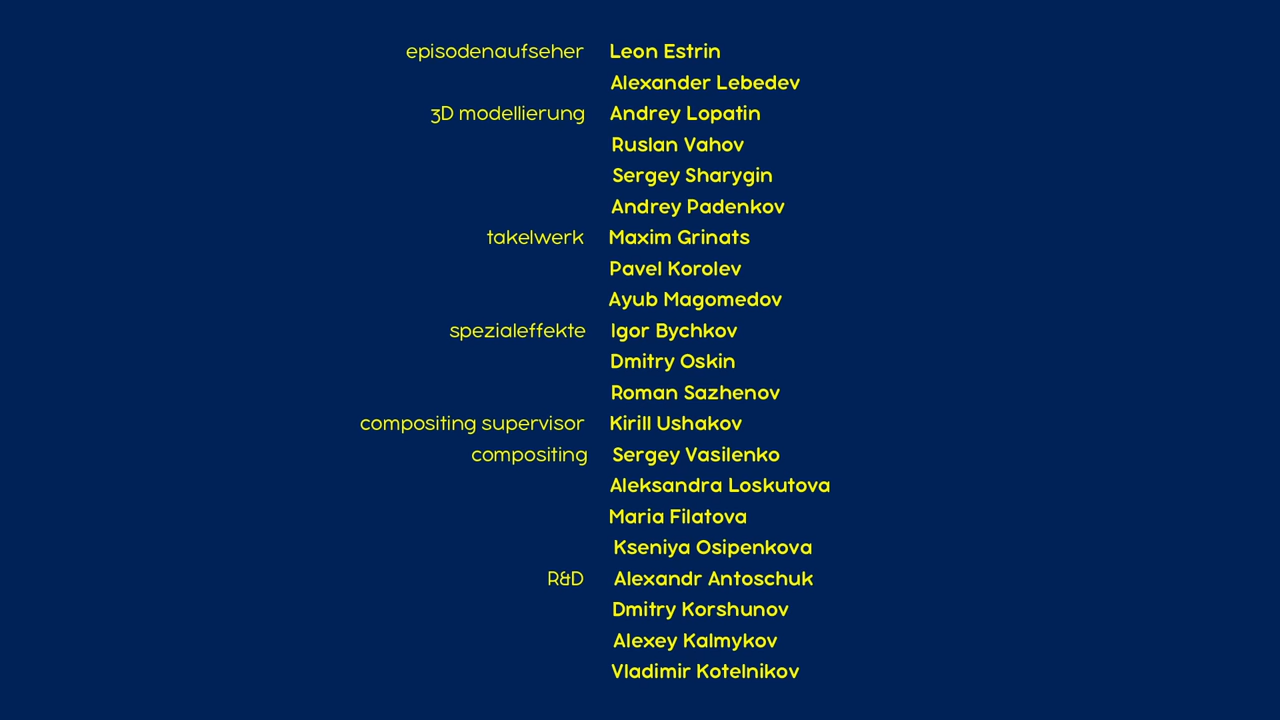 episodenaufseher Leon Estrin
Alexander Lebedev
3D modellierung Andrey Lopatin
Ruslan Vahov
Sergey Sharygin
Andrey Padenkov
takelwerk Maxim Grinats
Pavel Korolev
Ayub Magomedov
spezialeffekte Igor Bychkov
Dmitry Oskin
Roman Sazhenov
compositing supervisor Kirill Ushakov
compositing Sergey Vasilenko
Aleksandra Loskutova
Maria Filatova
Kseniya Osipenkova
R&D Alexandr Antoschuk
Dmitry Korshunov
Alexey Kalmykov
Vladimir Kotelnikov